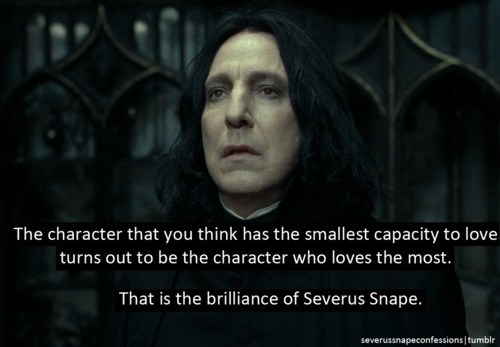 The character that you think has the smallest capacity to love
turns out to be the character who loves the most.
That is the brilliance of Severus Snape.
severussnapeconfessions|tumblr